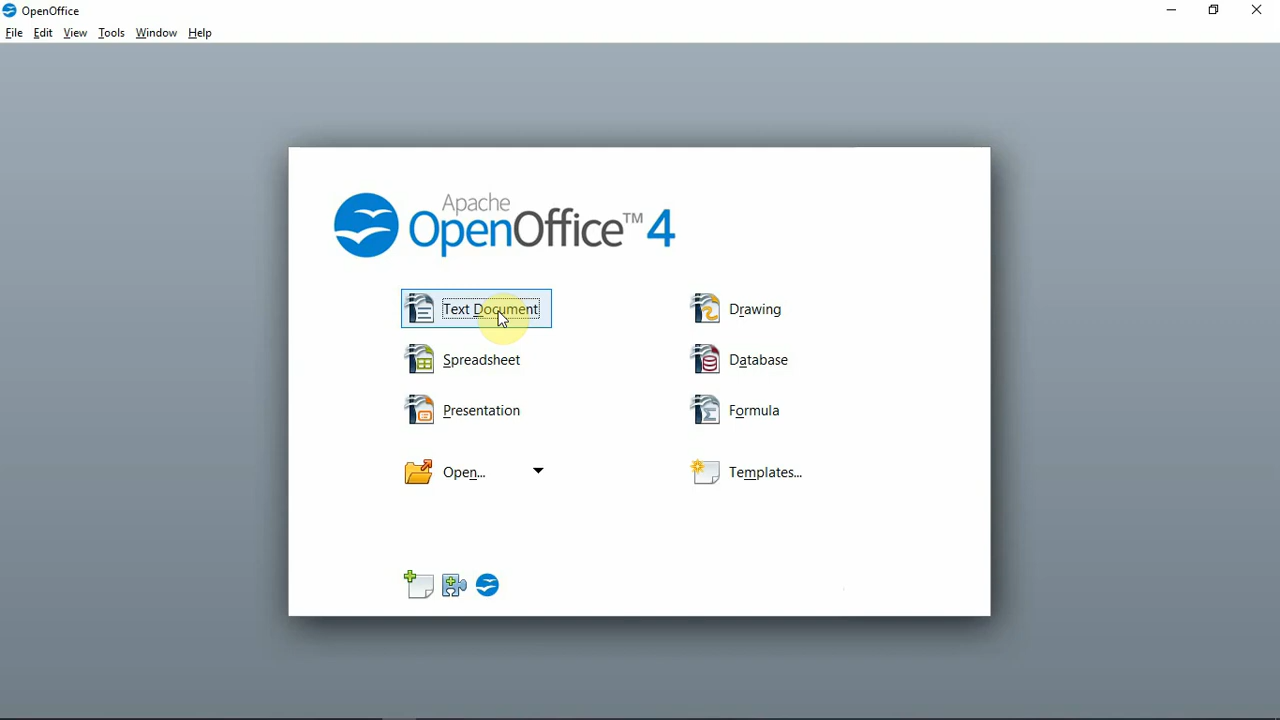 OpenOffice
File Edit View Tools Window Help
Apache
OpenOffice™ 4
Text Document
Drawing
Spreadsheet
Database
Presentation
Formula
Open...
Templates...